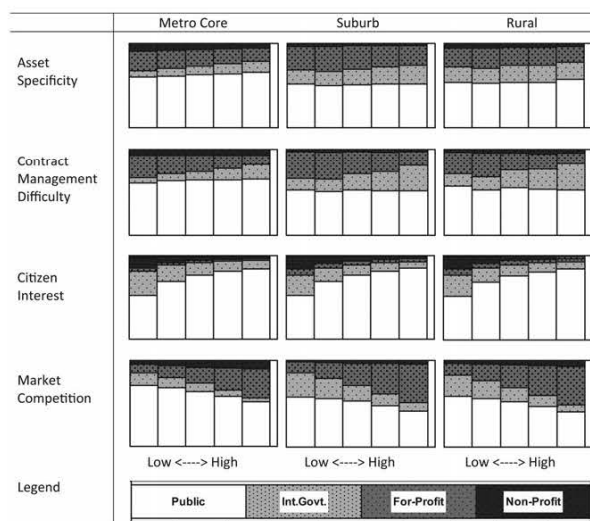 Metro Core Suburb Rural
Asset
Specificity
Contract
Management
Difficulty
Citizen
Interest
Market
Competition
Low <----> High Low <----> High Low <----> High
Legend
Public Int.Govt. For-Profit Non-Profit